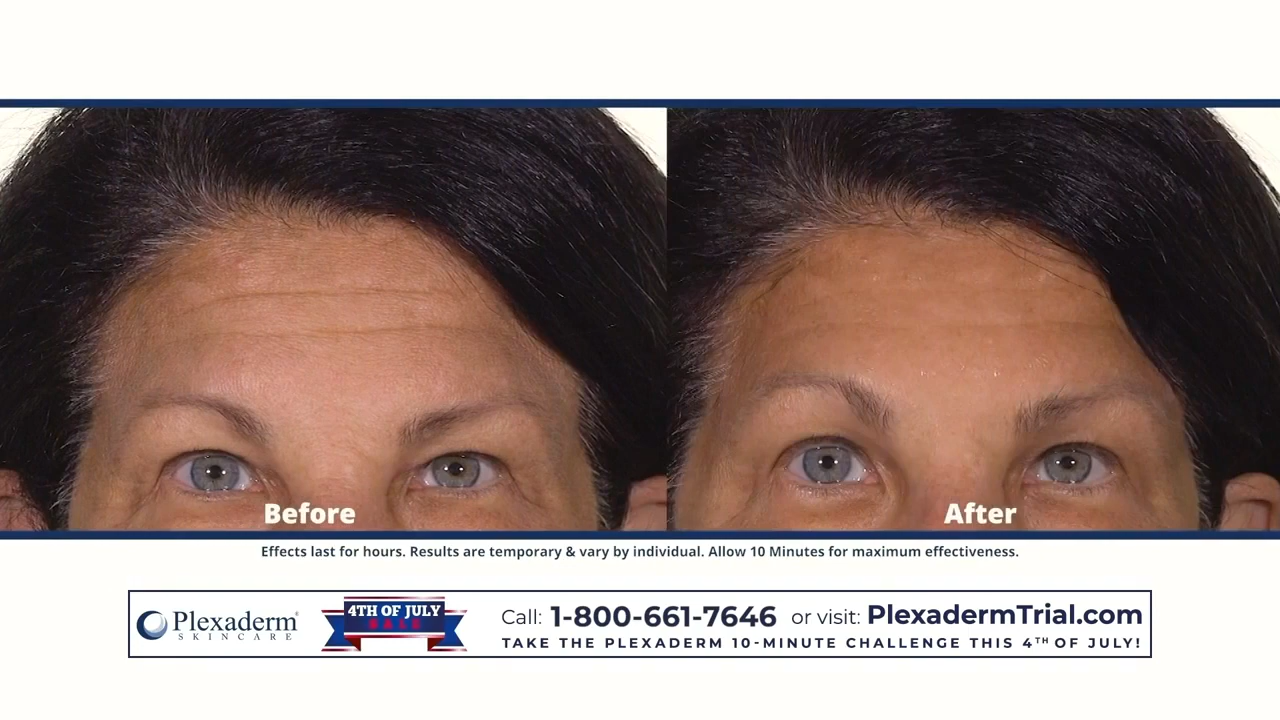 Before
After
Effects last for hours. Results are temporary & vary by individual. Allow 10 Minutes for maximum effectiveness.
Plexaderm®
SKINCARE
4TH OF JULY
SALE
Call: 1-800-661-7646 or visit: PlexadermTrial.com
TAKE THE PLEXADERM 10-MINUTE CHALLENGE THIS 4TH OF JULY!